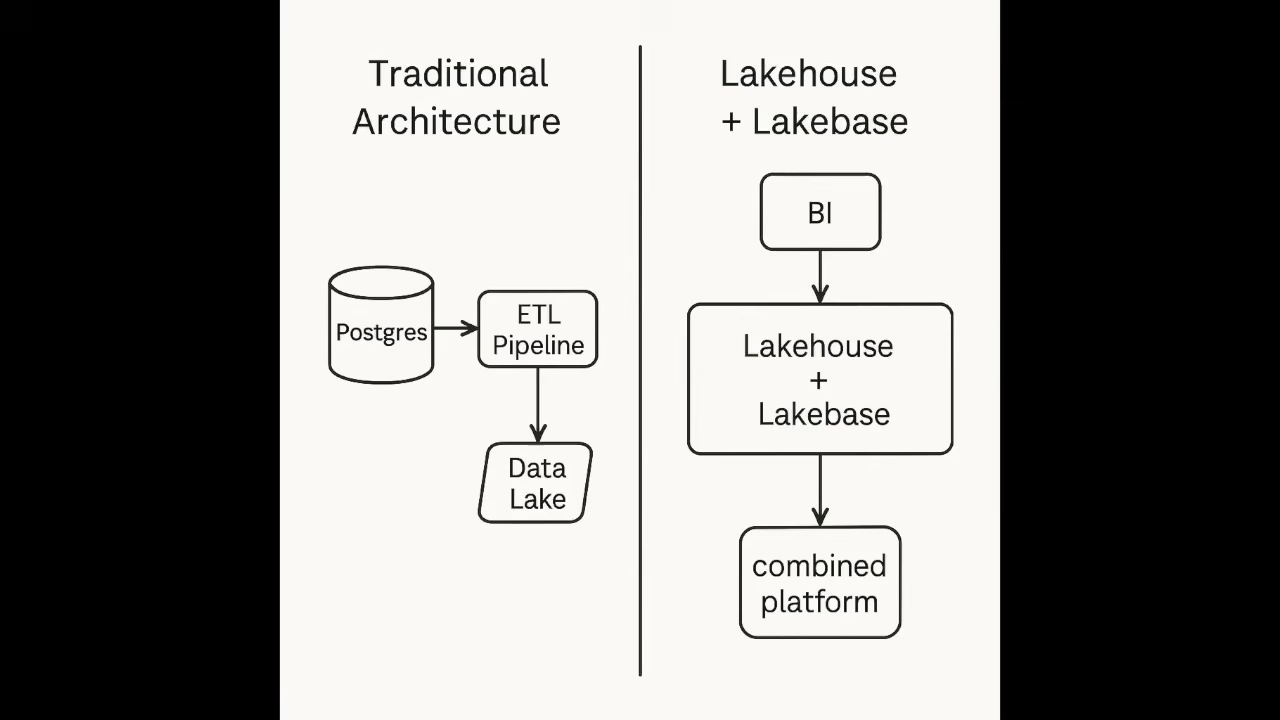 Traditional
Architecture
Postgres
ETL
Pipeline
Data
Lake
Lakehouse
+ Lakebase
BI
Lakehouse
+
Lakebase
combined
platform